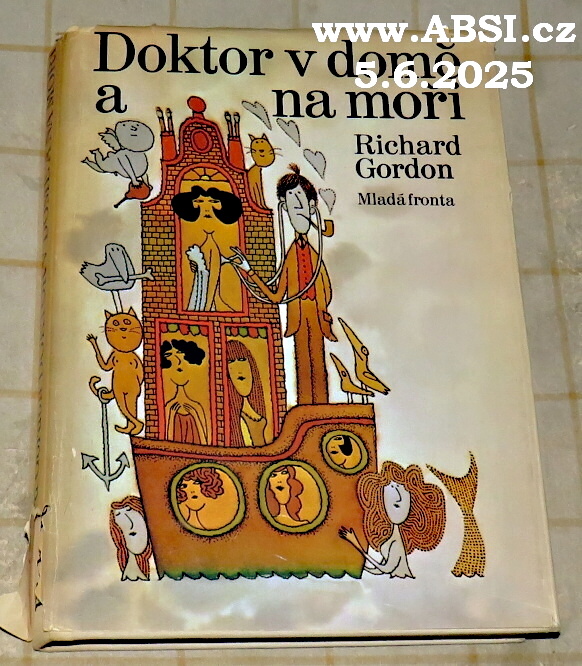 www.ABSI.cz
5.6.2025
Doktor v domě
a na moři
Richard
Gordon
Mladá fronta